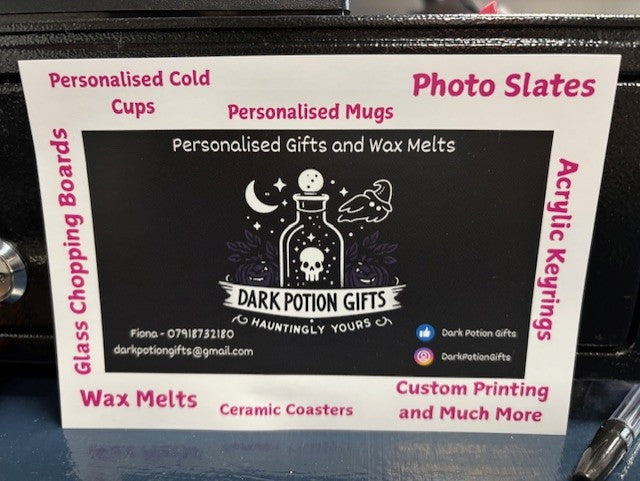 Personalised Cold
Cups
Personalised Mugs
Photo Slates
Glass Chopping Boards
Personalised Gifts and Wax Melts
DARK POTION GIFTS
HAUNTINGLY YOURS
Fiona - 07918732180
darkpotiongifts@gmail.com
Dark Potion Gifts
DarkPotionGifts
Acrylic Keyrings
Wax Melts
Ceramic Coasters
Custom Printing
and Much More